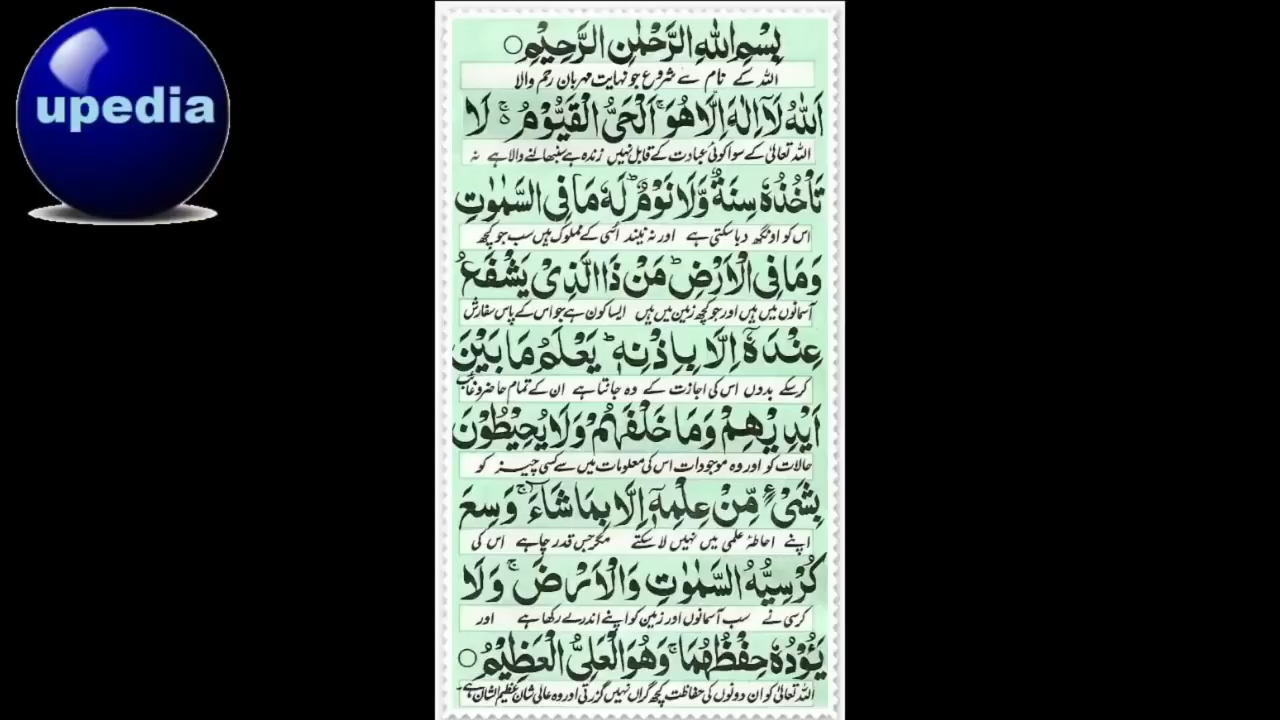 upedia
بِسْمِ اللهِ الرَّحْمٰنِ الرَّحِيْمِ○
اللہ کے نام سے شروع جو نہایت مہربان رحم والا
اَللهُ لَآ اِلٰهَ اِلَّا هُوَ ۚ اَلْحَيُّ الْقَيُّوْمُ ۚ لَا
اللہ تعالیٰ کے سوا کوئی عبادت کے قابل نہیں زندہ ہے سنبھالنے والا ہے نہ
تَاْخُذُهٗ سِنَةٌ وَّلَا نَوْمٌ ؕ لَهٗ مَا فِي السَّمٰوٰتِ
اس کو اونگھ دبا سکتی ہے اور نہ نیند اسی کے مملوک ہیں سب جو کچھ
وَمَا فِي الْاَرْضِ ؕ مَنْ ذَا الَّذِيْ يَشْفَعُ
آسمانوں میں ہیں اور جو کچھ زمین میں ہیں ایسا کون ہے جو اس کے پاس سفارش
عِنْدَهٗٓ اِلَّا بِاِذْنِهٖ ؕ يَعْلَمُ مَا بَيْنَ
کرسکے بدوں اس کی اجازت کے وہ جانتا ہے ان کے تمام حاضر و غائب
اَيْدِيْهِمْ وَمَا خَلْفَهُمْ ۚ وَلَا يُحِيْطُوْنَ
حالات کو اور وہ موجودات اس کی معلومات میں سے کسی چیز کو
بِشَيْءٍ مِّنْ عِلْمِهٖٓ اِلَّا بِمَا شَآءَ ۚ وَسِعَ
اپنے احاطۂ علمی میں نہیں لا سکتے مگر جس قدر چاہے اس کی
كُرْسِيُّهُ السَّمٰوٰتِ وَالْاَرْضَ ۚ وَلَا
کرسی نے سب آسمانوں اور زمین کو اپنے اندر لے رکھا ہے اور
يَـُٔوْدُهٗ حِفْظُهُمَا ۚ وَهُوَ الْعَلِيُّ الْعَظِيْمُ○
اللہ تعالیٰ کو ان دونوں کی حفاظت کچھ گراں نہیں گزرتی اور وہ عالی شان عظیم الشان ہے۔